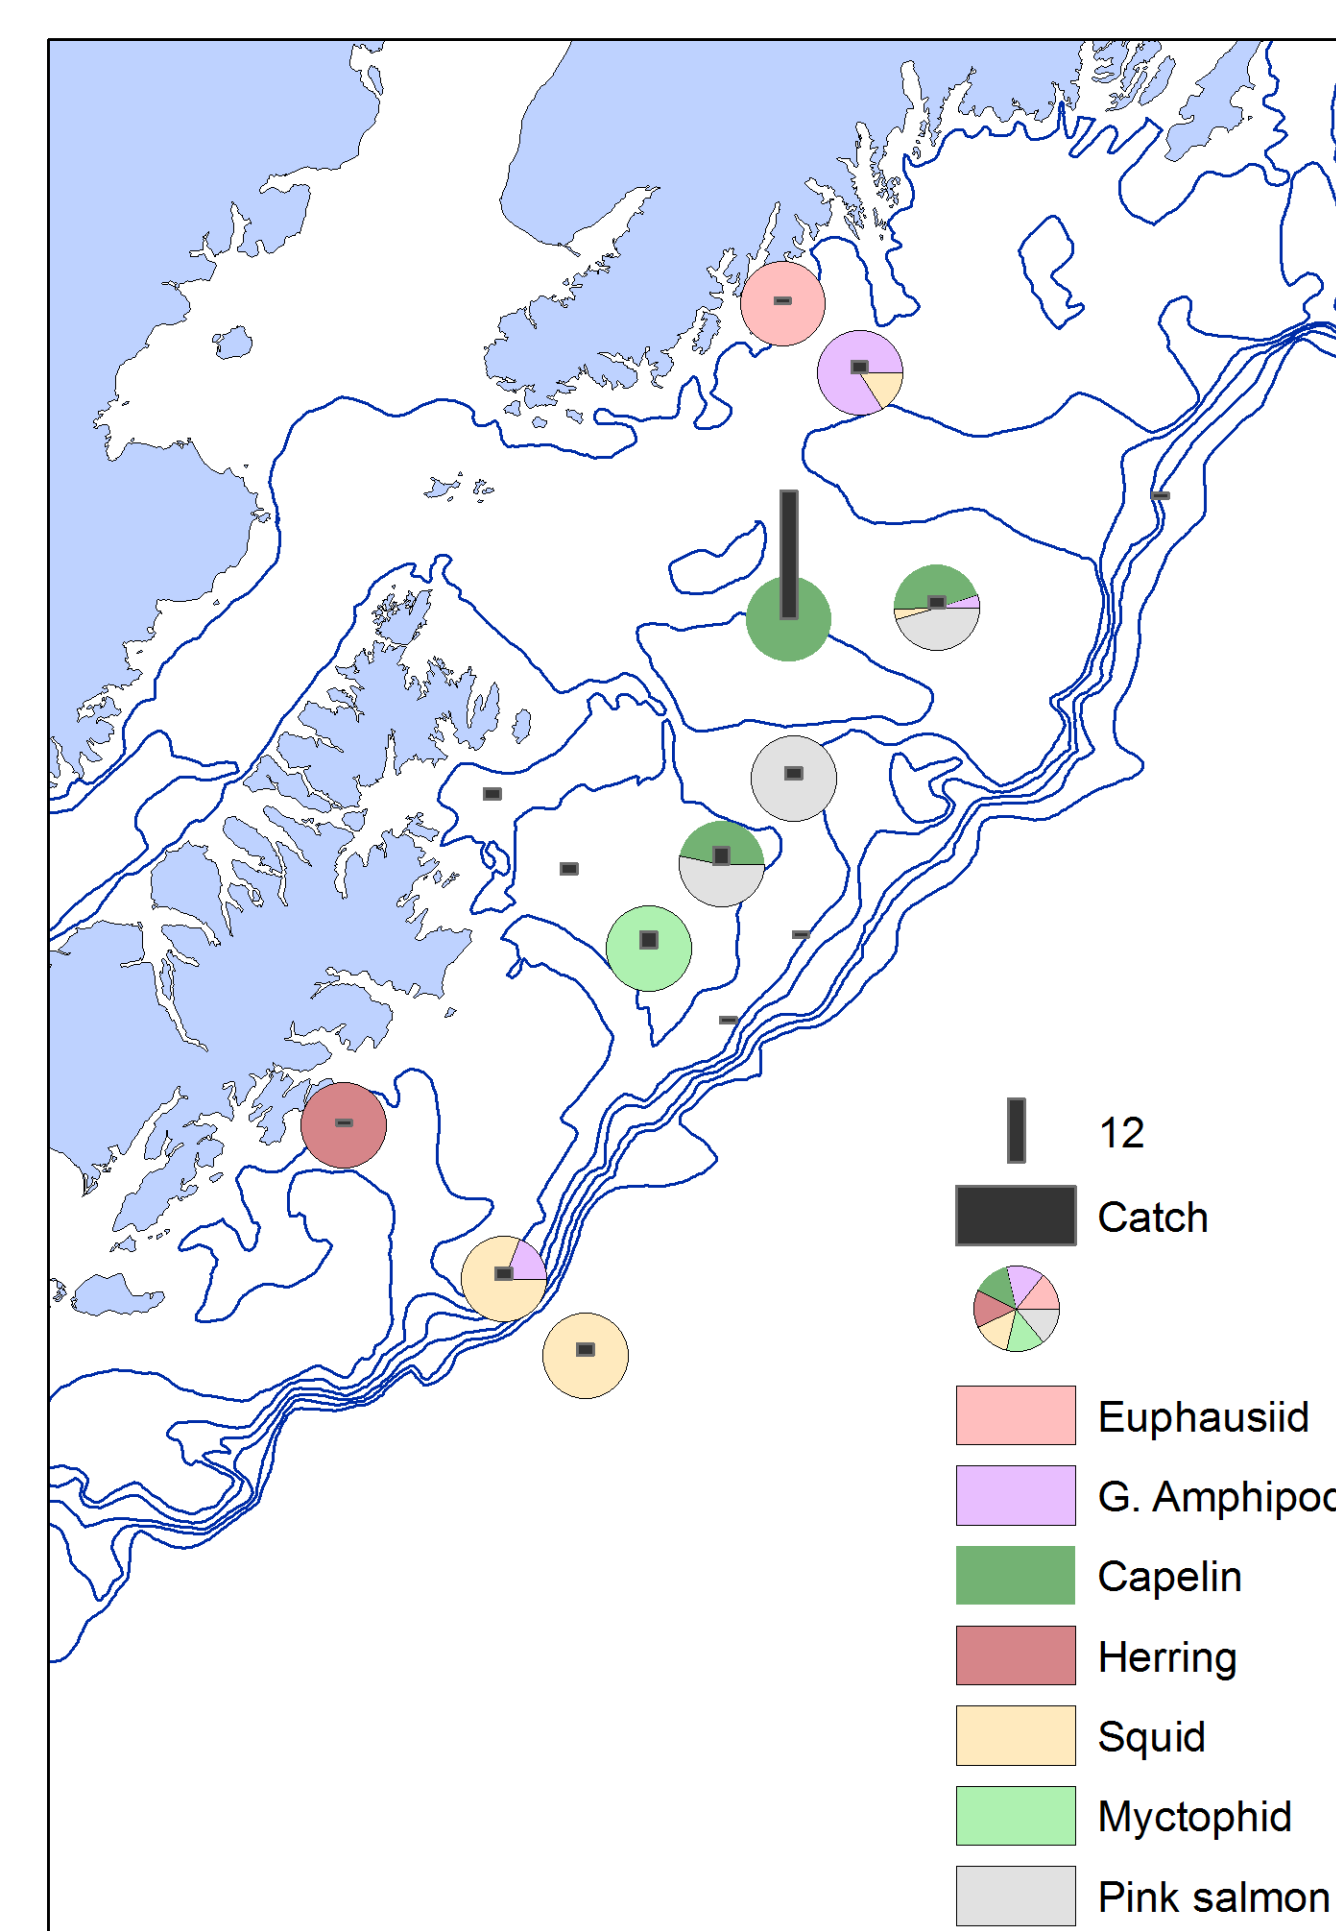 12
Catch
Euphausiid
G. Amphipod
Capelin
Herring
Squid
Myctophid
Pink salmon